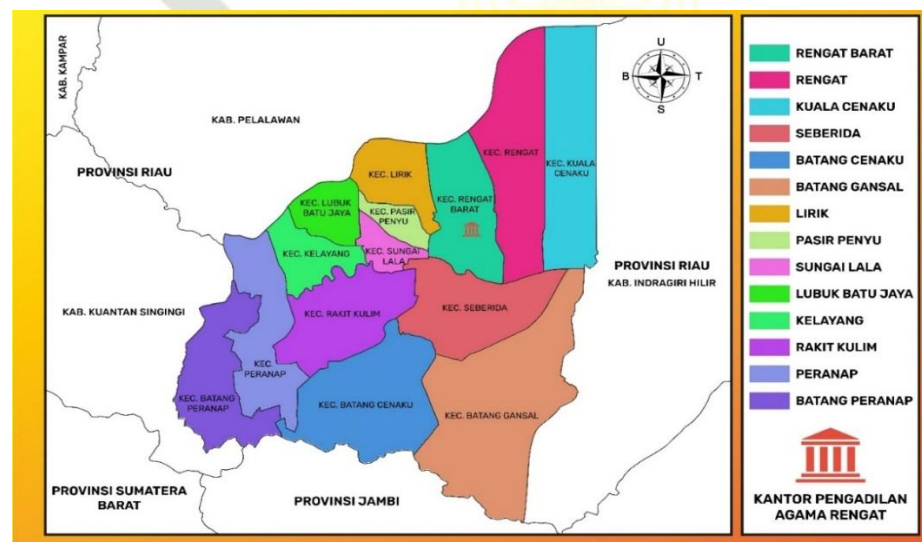 KAB. KAMPAR
KAB. PELALAWAN
PROVINSI RIAU
U
B
T
S
KEC. RENGAT
KEC. KUALA
CENAKU
KEC. LIRIK
KEC. LUBUK
BATU JAYA
KEC. PASIR
PENYU
KEC. RENGAT
BARAT
KEC. KELAYANG
KEC. SUNGAI
LALA
PROVINSI RIAU
KAB. INDRAGIRI HILIR
KAB. KUANTAN SINGINGI
KEC. RAKIT KULIM
KEC. SEBERIDA
KEC.
PERANAP
KEC. BATANG
PERANAP
KEC. BATANG CENAKU
KEC. BATANG GANSAL
PROVINSI SUMATERA
BARAT
PROVINSI JAMBI
RENGAT BARAT
RENGAT
KUALA CENAKU
SEBERIDA
BATANG CENAKU
BATANG GANSAL
LIRIK
PASIR PENYU
SUNGAI LALA
LUBUK BATU JAYA
KELAYANG
RAKIT KULIM
PERANAP
BATANG PERANAP
KANTOR PENGADILAN
AGAMA RENGAT